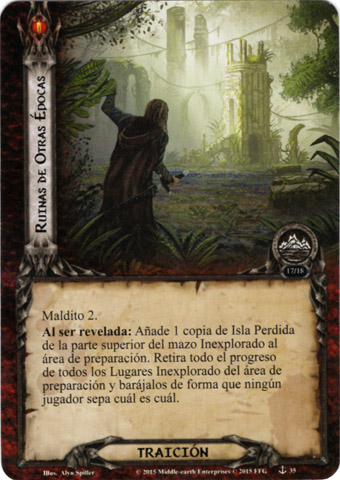 RUINAS DE OTRAS ÉPOCAS
17/18
Maldito 2.
Al ser revelada: Añade 1 copia de Isla Perdida
de la parte superior del mazo Inexplorado al
área de preparación. Retira todo el progreso
de todos los Lugares Inexplorado del área de
preparación y barájalos de forma que ningún
jugador sepa cuál es cuál.
TRAICIÓN
Illus. Alyn Spiller © 2015 Middle-earth Enterprises © 2015 FFG 35